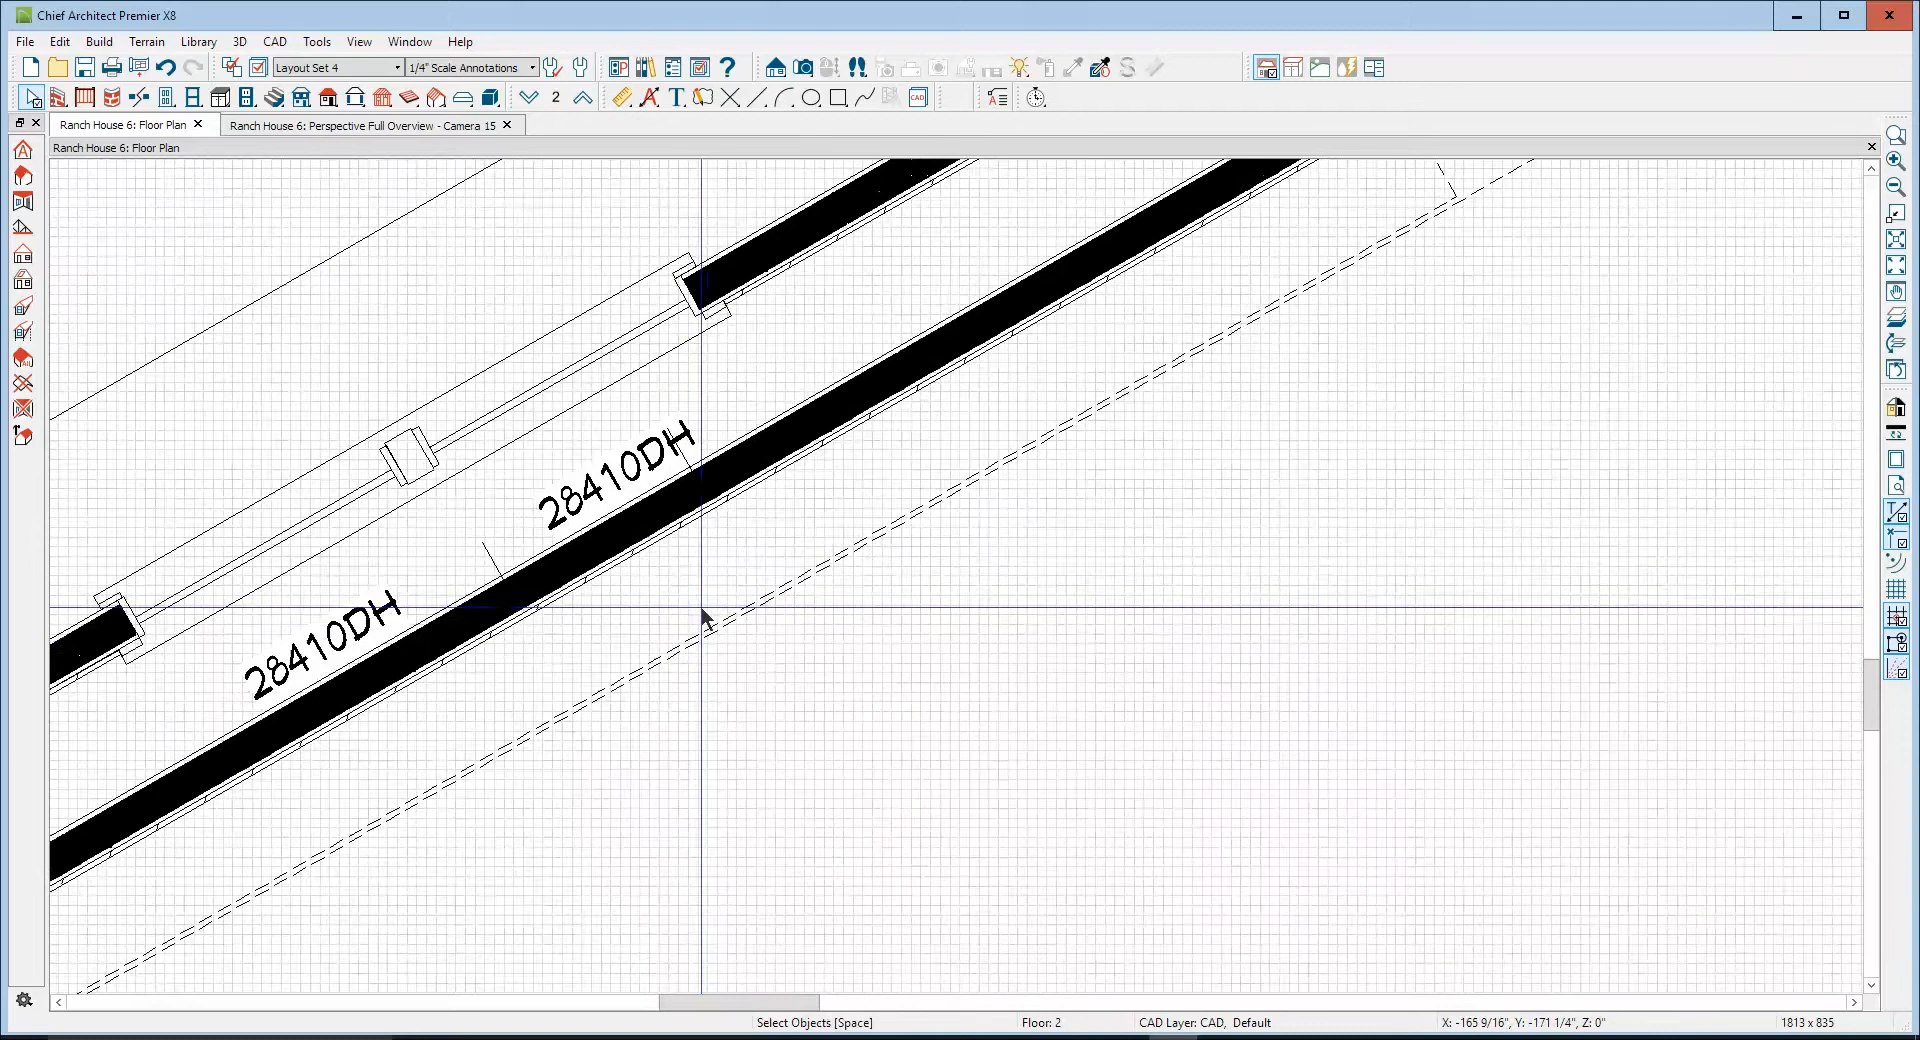 Chief Architect Premier X8
File Edit Build Terrain Library 3D CAD Tools View Window Help
Layout Set 4 1/4" Scale Annotations
2 CAD
Ranch House 6: Floor Plan Ranch House 6: Perspective Full Overview - Camera 15
Ranch House 6: Floor Plan
28410DH
28410DH
Select Objects [Space] Floor: 2 CAD Layer: CAD, Default X: -165 9/16", Y: -171 1/4", Z: 0" 1813 x 835